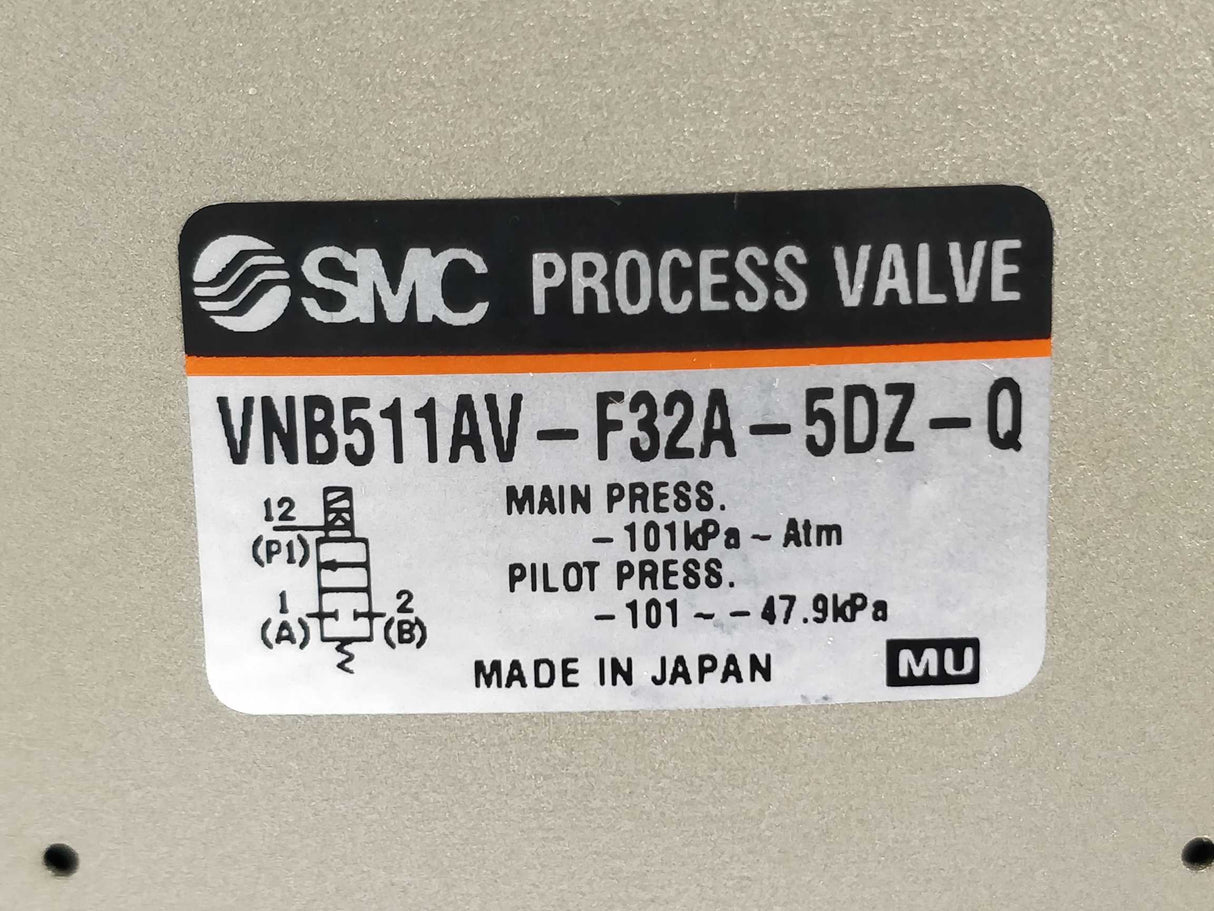 SMC PROCESS VALVE
VNB511AV-F32A-5DZ-Q
12
(P1)
1
(A)
2
(B)
MAIN PRESS.
-101kPa ~ Atm
PILOT PRESS.
-101 ~ -47.9kPa
MADE IN JAPAN
MU